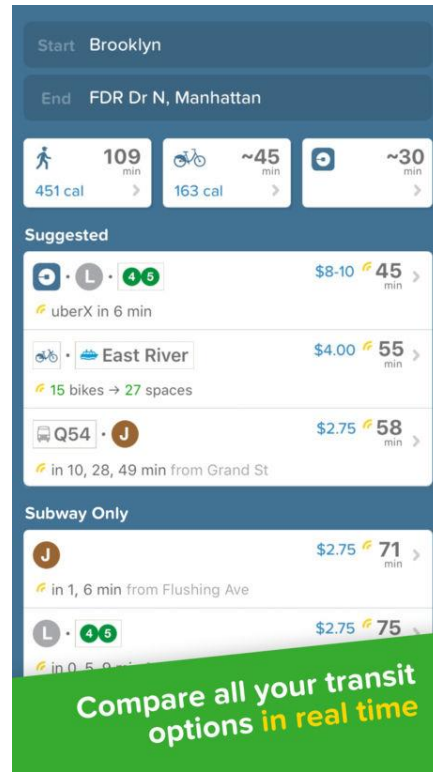 Start Brooklyn
End FDR Dr N, Manhattan
109 ~45 ~30
min min min
451 cal 163 cal
Suggested
L 4 5 $8-10 45
min
uberX in 6 min
East River $4.00 55
min
15 bikes → 27 spaces
Q54 J $2.75 58
min
in 10, 28, 49 min from Grand St
Subway Only
J $2.75 71
min
in 1, 6 min from Flushing Ave
L 4 5 $2.75 75
in 0, 5, 9
Compare all your transit
options in real time